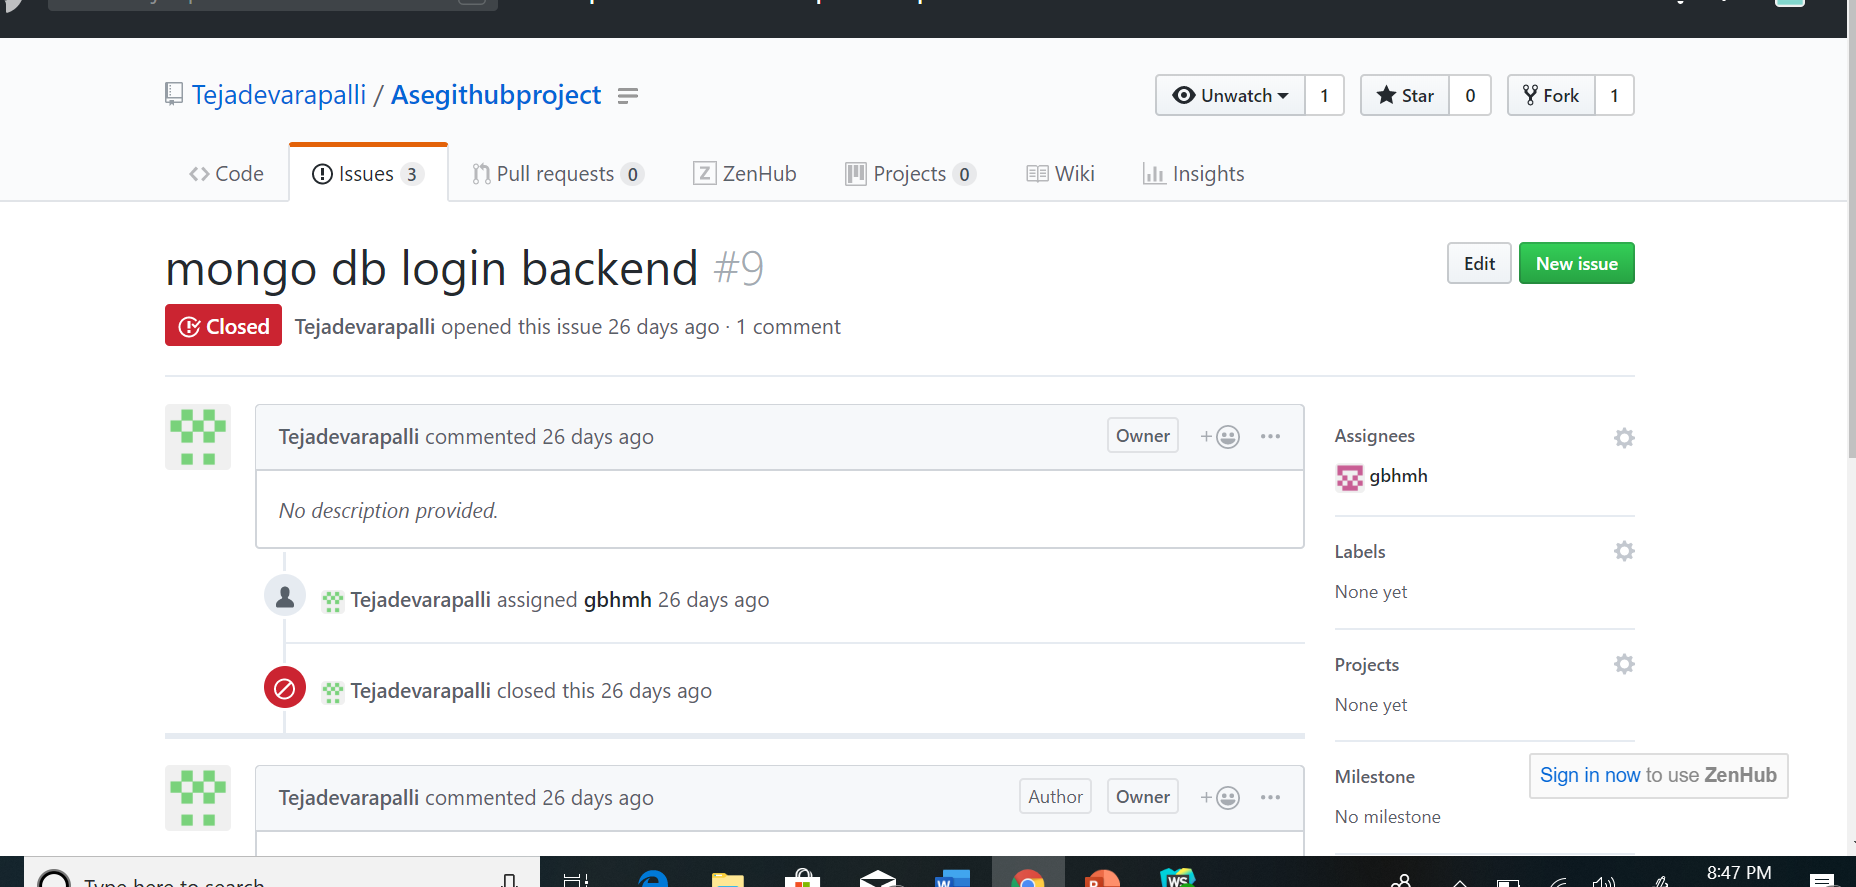 Tejadevarapalli / Asegithubproject
Unwatch 1
Star 0
Fork 1
Code
Issues 3
Pull requests 0
ZenHub
Projects 0
Wiki
Insights
mongo db login backend #9
Edit
New issue
Closed
Tejadevarapalli opened this issue 26 days ago · 1 comment
Tejadevarapalli commented 26 days ago
Owner
No description provided.
Tejadevarapalli assigned gbhmh 26 days ago
Tejadevarapalli closed this 26 days ago
Tejadevarapalli commented 26 days ago
Author
Owner
Assignees
gbhmh
Labels
None yet
Projects
None yet
Milestone
No milestone
Sign in now to use ZenHub
Type here to search
8:47 PM